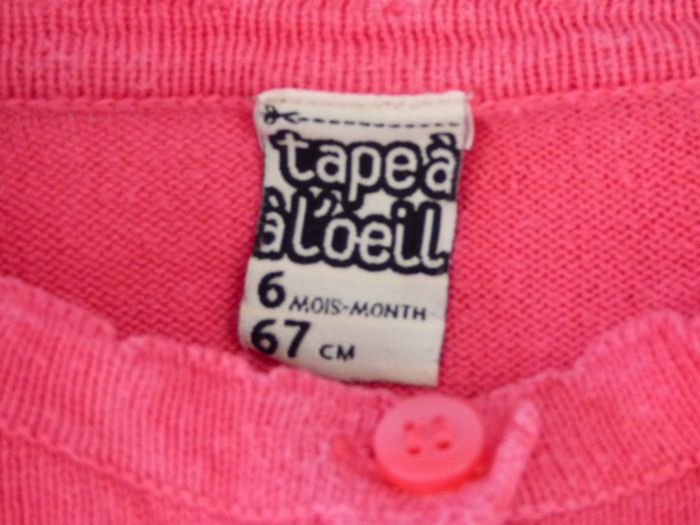 tape à
à l'oeil
6 MOIS-MONTH
67 CM